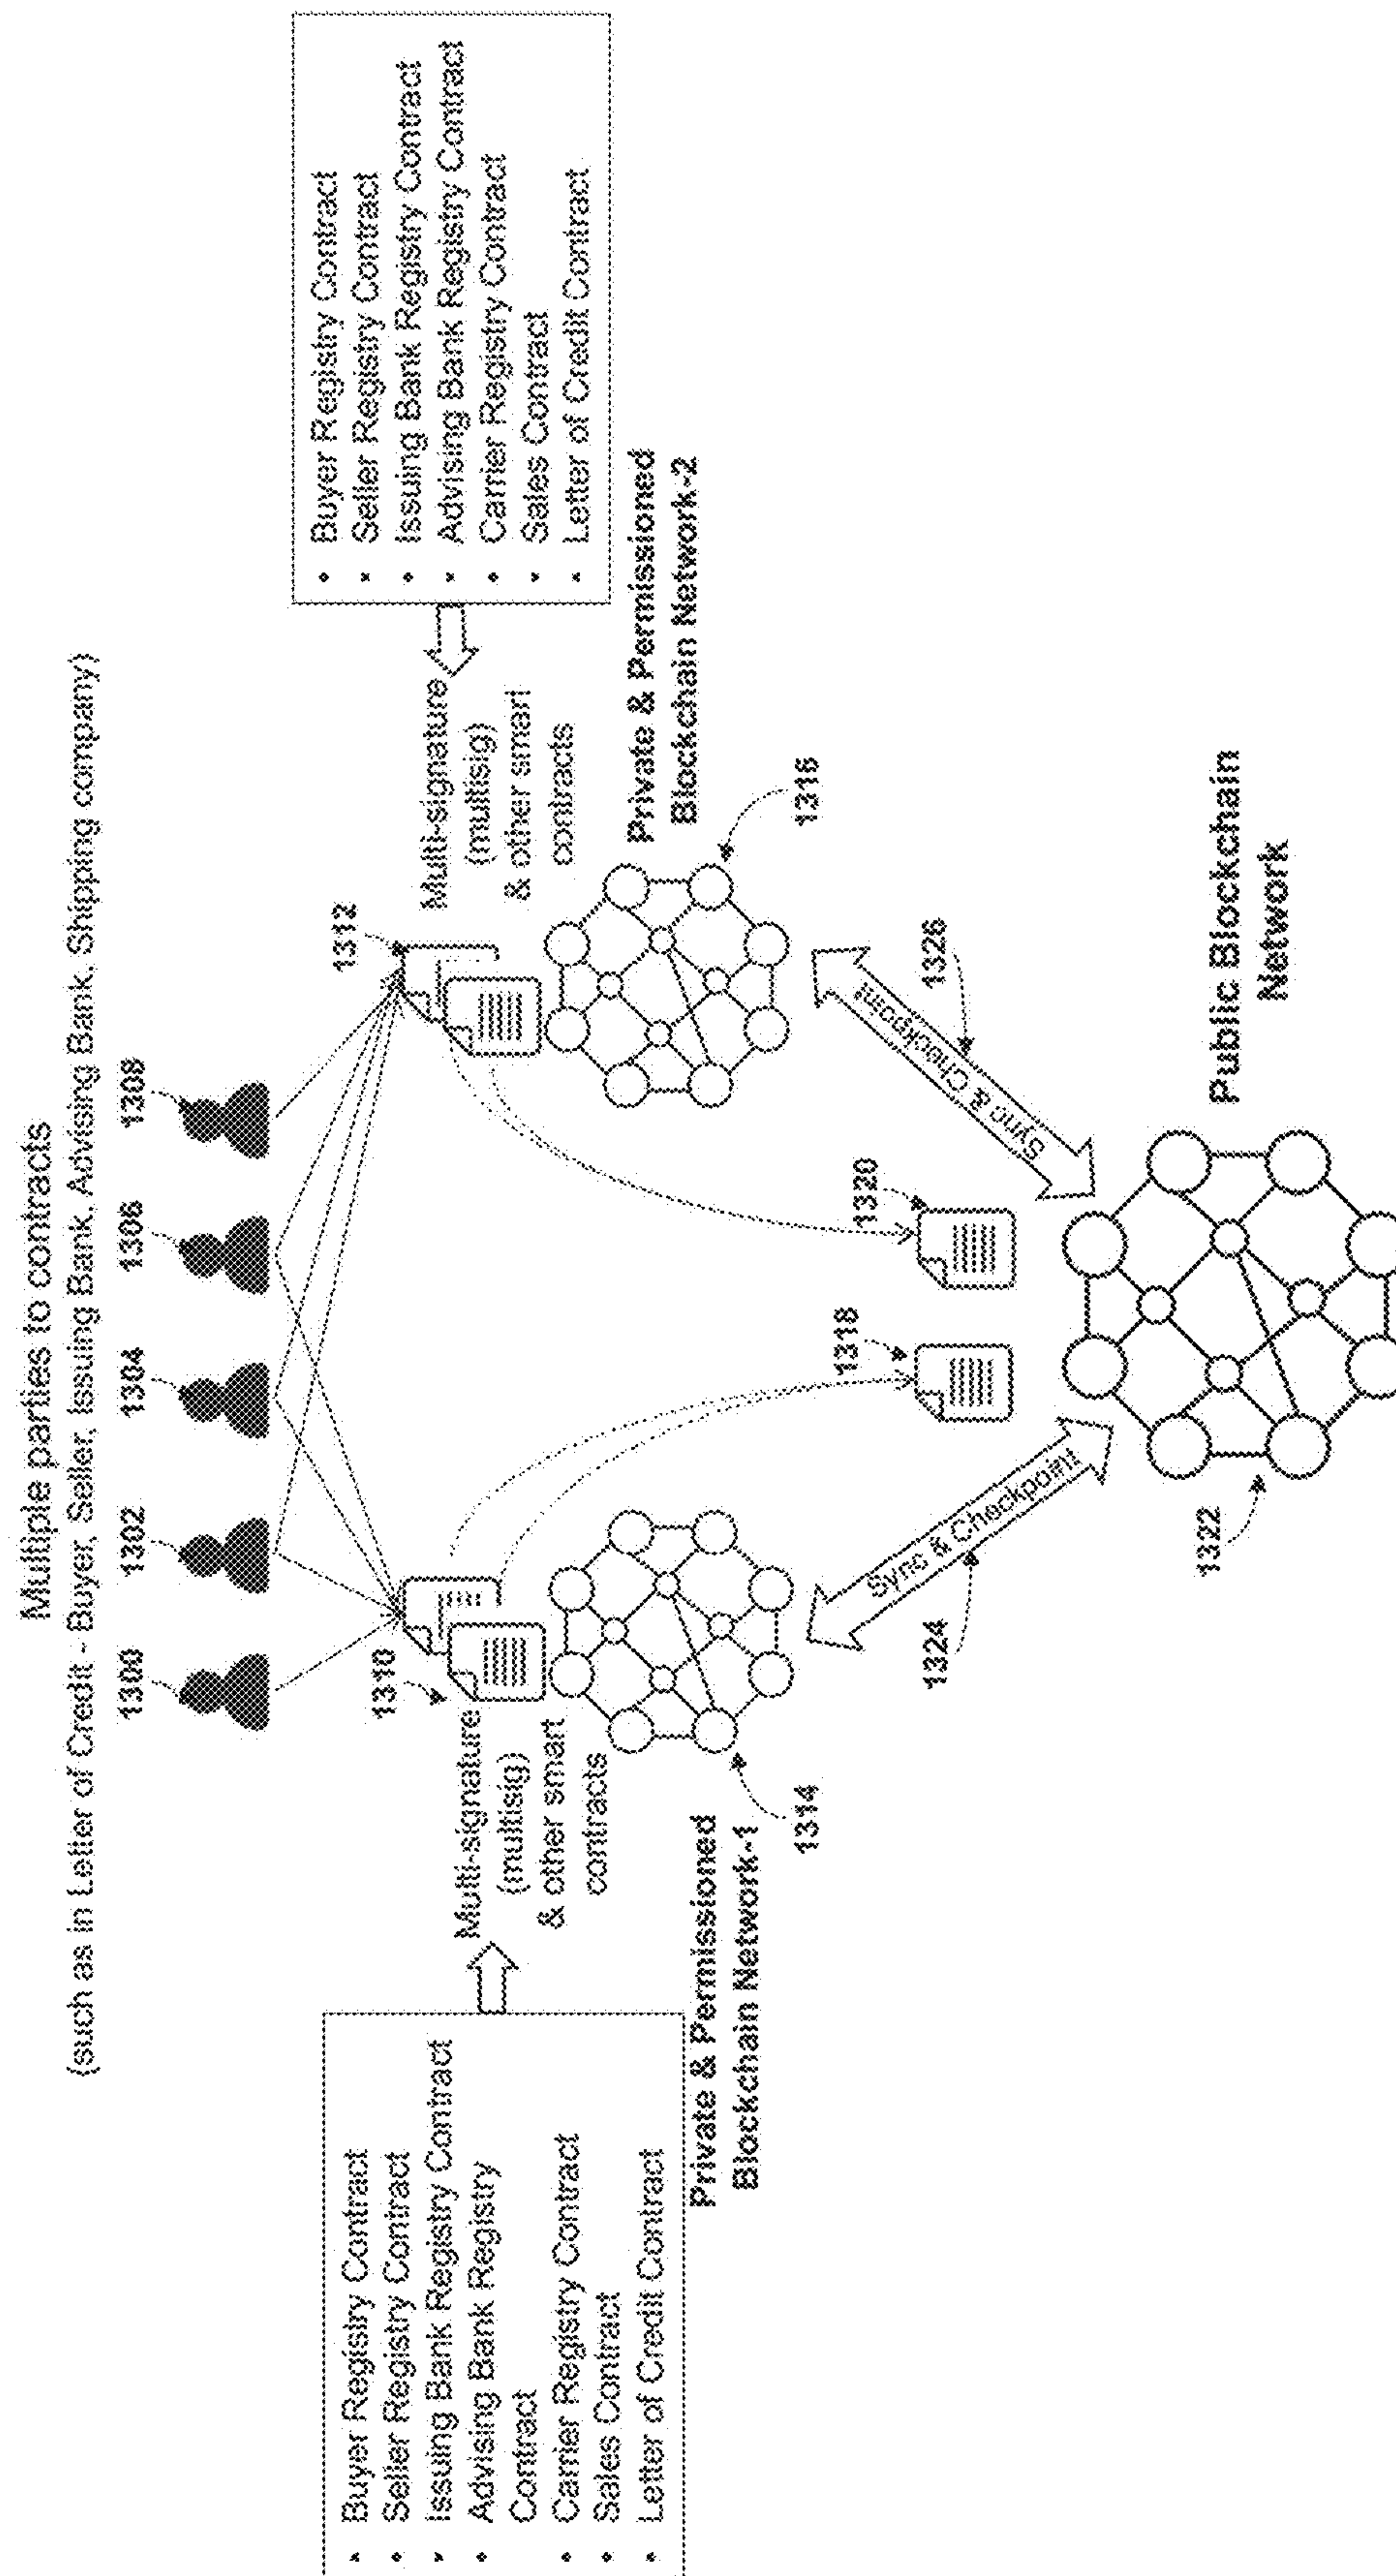 Multiple parties to contracts
(such as in Letter of Credit - Buyer, Seller, Issuing Bank, Advising Bank, Shipping company)
1300
1302
1304
1306
1308
• Buyer Registry Contract
• Seller Registry Contract
• Issuing Bank Registry Contract
• Advising Bank Registry
Contract
• Carrier Registry Contract
• Sales Contract
• Letter of Credit Contract
Multi-signature
(multisig)
& other smart
contracts
1310
1312
Multi-signature
(multisig)
& other smart
contracts
• Buyer Registry Contract
• Seller Registry Contract
• Issuing Bank Registry Contract
• Advising Bank Registry Contract
• Carrier Registry Contract
• Sales Contract
• Letter of Credit Contract
Private & Permissioned
Blockchain Network-1
1314
Private & Permissioned
Blockchain Network-2
1316
1318
1320
Sync & Checkpoint
1324
Sync & Checkpoint
1326
1322
Public Blockchain
Network